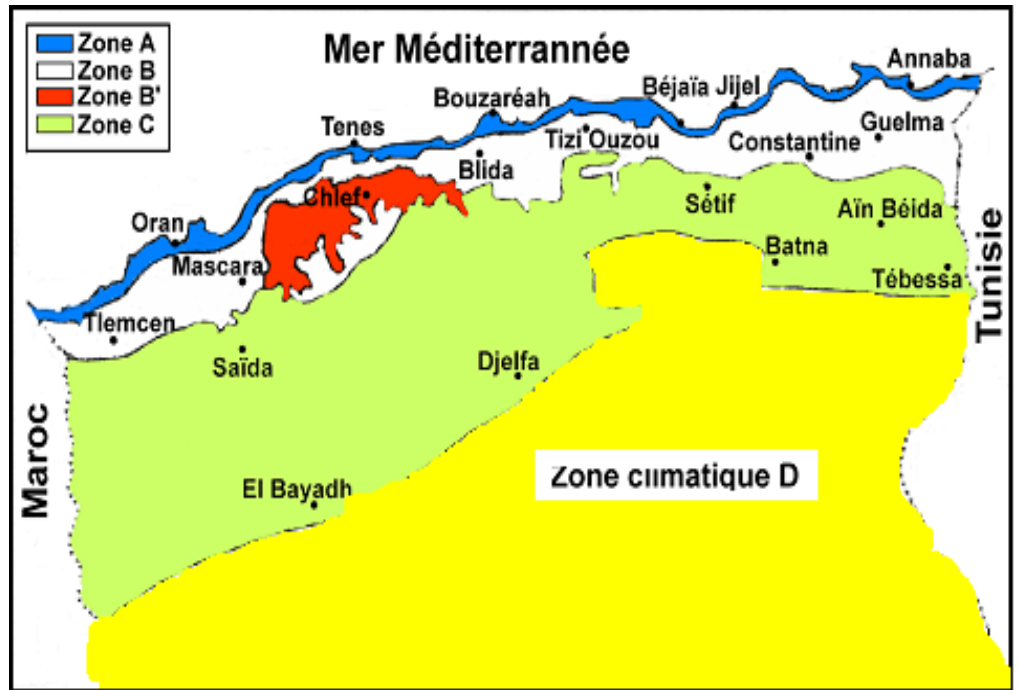 Zone A
Zone B
Zone B'
Zone C
Mer Méditerrannée
Annaba
Béjaïa Jijel
Bouzaréah
Guelma
Tenes
Tizi Ouzou
Constantine
Blida
Chlef
Sétif
Aïn Béida
Oran
Mascara
Batna
Tébessa
Tunisie
Tlemcen
Saïda
Djelfa
Maroc
Zone climatique D
El Bayadh